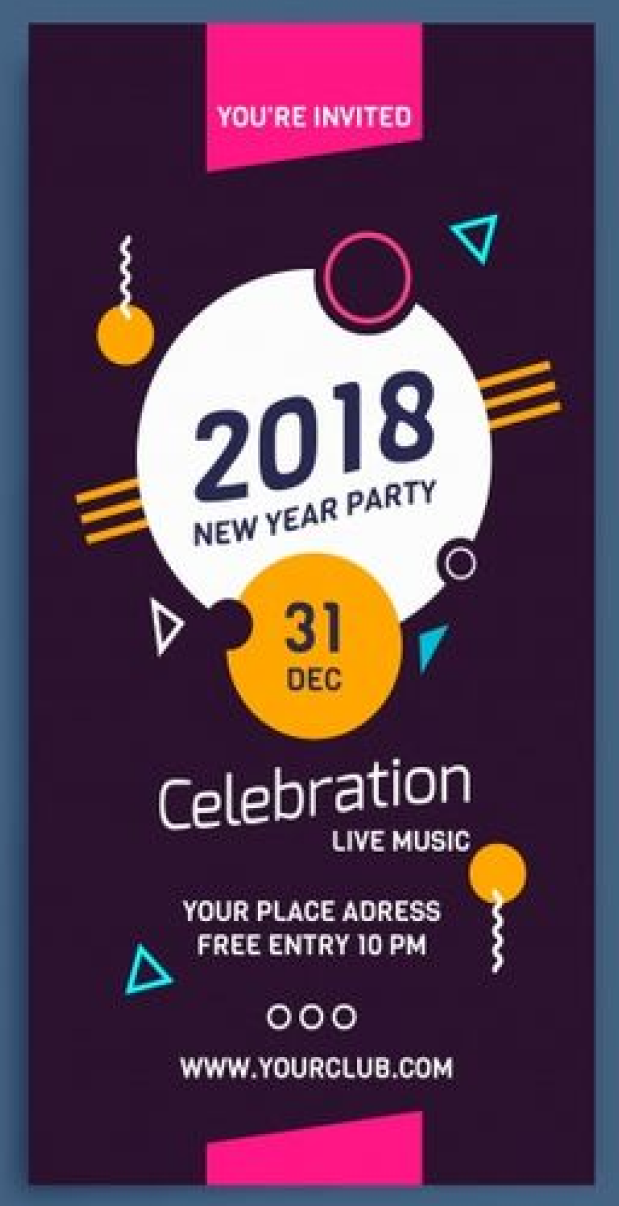 YOU'RE INVITED
2018
NEW YEAR PARTY
31
DEC
Celebration
LIVE MUSIC
YOUR PLACE ADRESS
FREE ENTRY 10 PM
WWW.YOURCLUB.COM